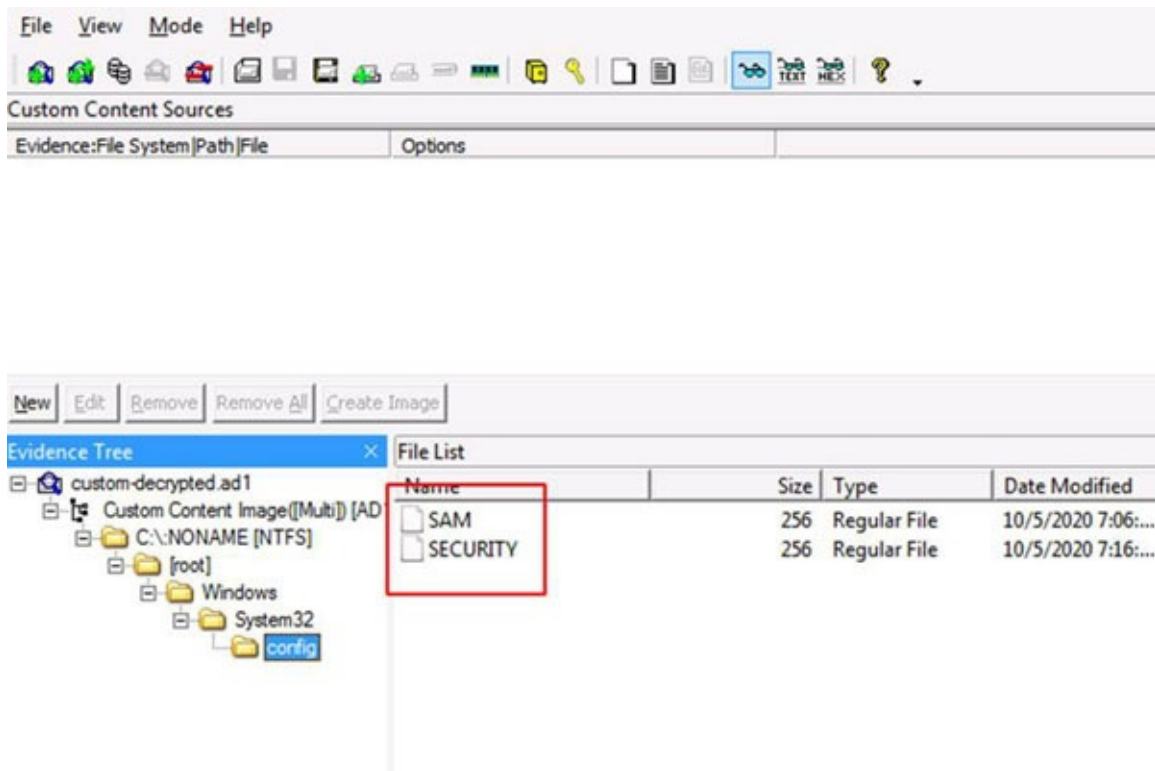 File View Mode Help
TEXT HEX
Custom Content Sources
Evidence:File System|Path|File Options
New Edit Remove Remove All Create Image
Evidence Tree File List
Name Size Type Date Modified
custom-decrypted.ad1
Custom Content Image([Multi]) [AD
SAM 256 Regular File 10/5/2020 7:06:...
C:\:NONAME [NTFS]
SECURITY 256 Regular File 10/5/2020 7:16:...
[root]
Windows
System32
config